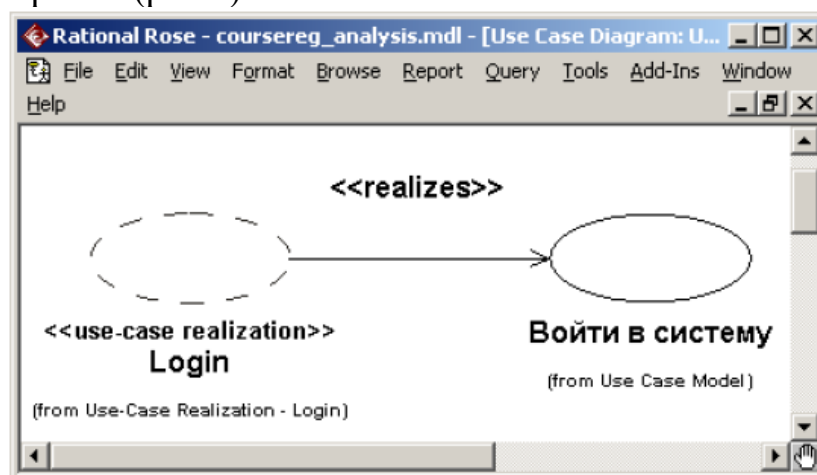 Rational Rose - coursereg_analysis.mdl - [Use Case Diagram: U...
File Edit View Format Browse Report Query Tools Add-Ins Window
Help
<<realizes>>
<<use-case realization>>
Login
(from Use-Case Realization - Login)
Войти в систему
(from Use Case Model)